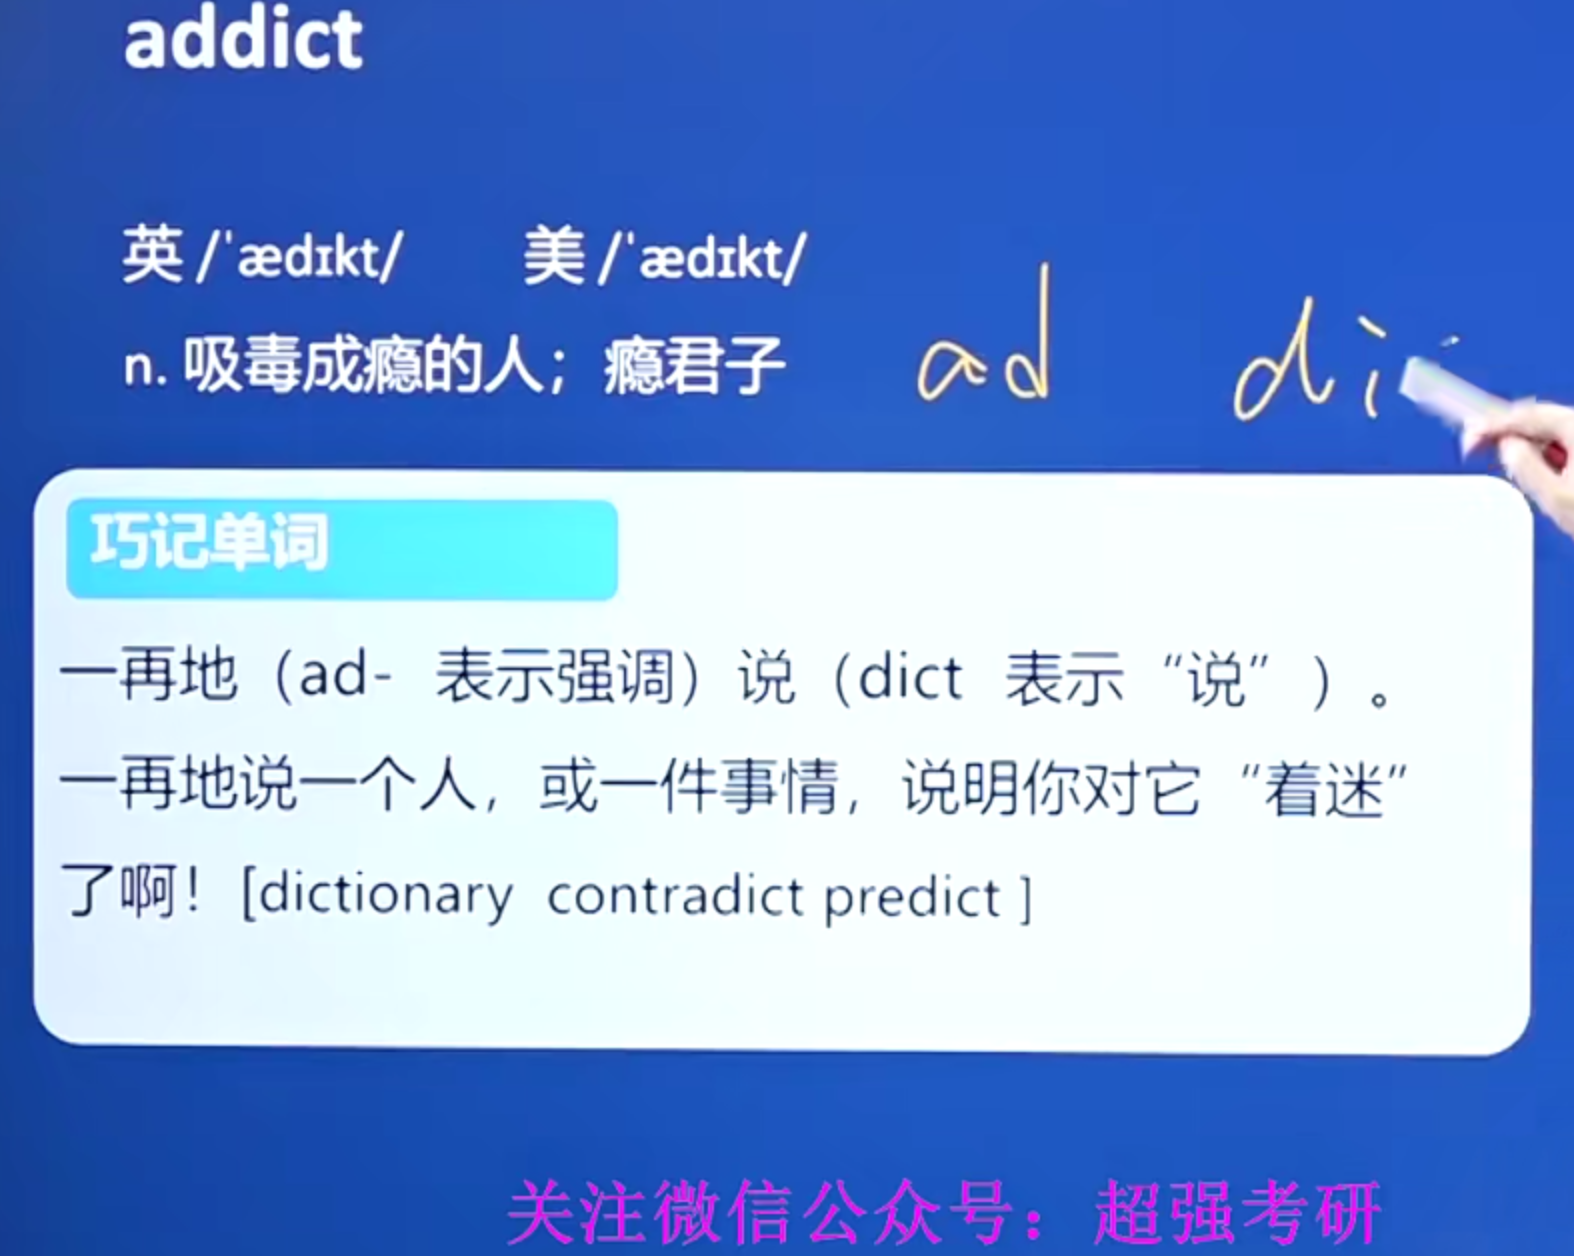 addict
英 /ˈædɪkt/ 美 /ˈædɪkt/
n. 吸毒成瘾的人；瘾君子
ad di
巧记单词
一再地（ad- 表示强调）说（dict 表示“说”）。
一再地说一个人，或一件事情，说明你对它“着迷”
了啊！[dictionary contradict predict ]
关注微信公众号：超强考研